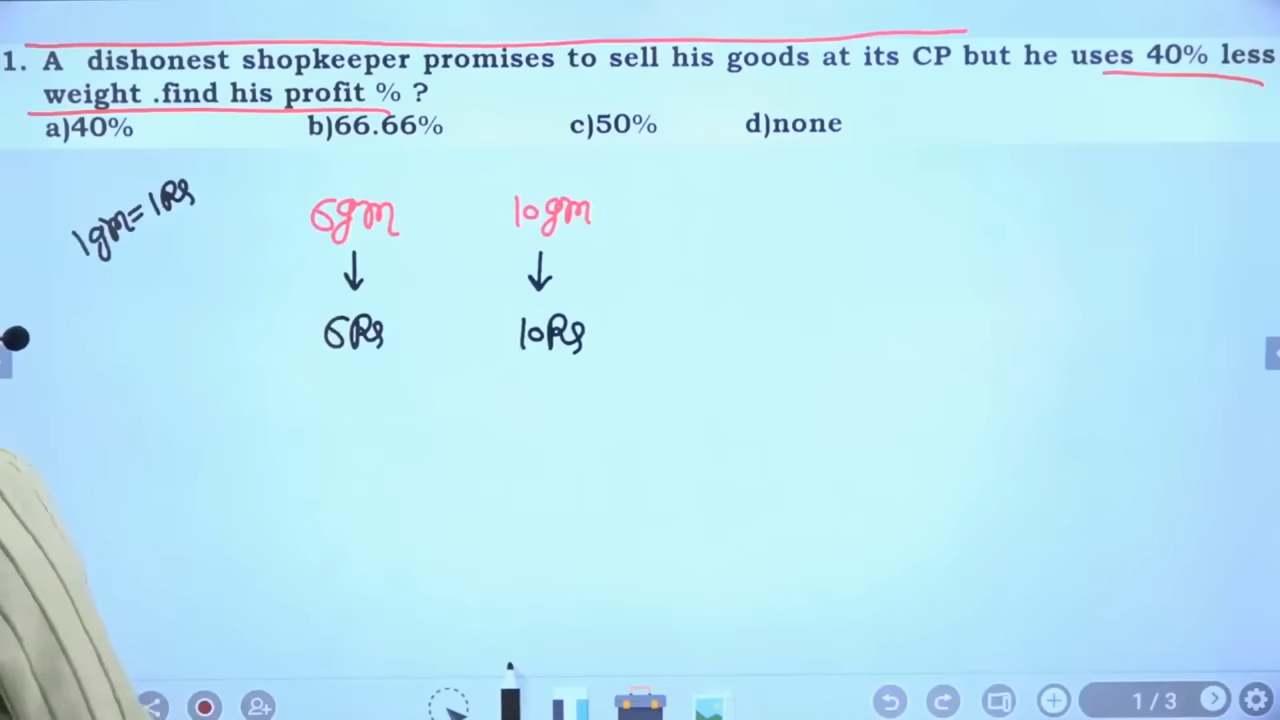 1. A dishonest shopkeeper promises to sell his goods at its CP but he uses 40% less
weight .find his profit % ?
a)40% b)66.66% c)50% d)none
1gm=1Rs 6gm 10gm
6Rs 10Rs
1/3